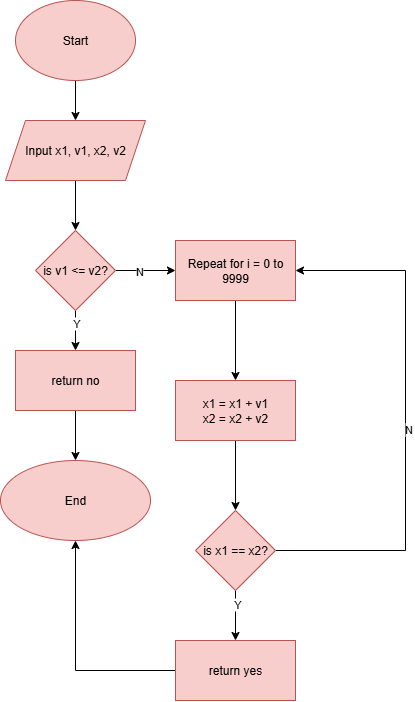 Start
Input x1, v1, x2, v2
is v1 <= v2?
N
Y
return no
End
Repeat for i = 0 to
9999
x1 = x1 + v1
x2 = x2 + v2
N
is x1 == x2?
Y
return yes